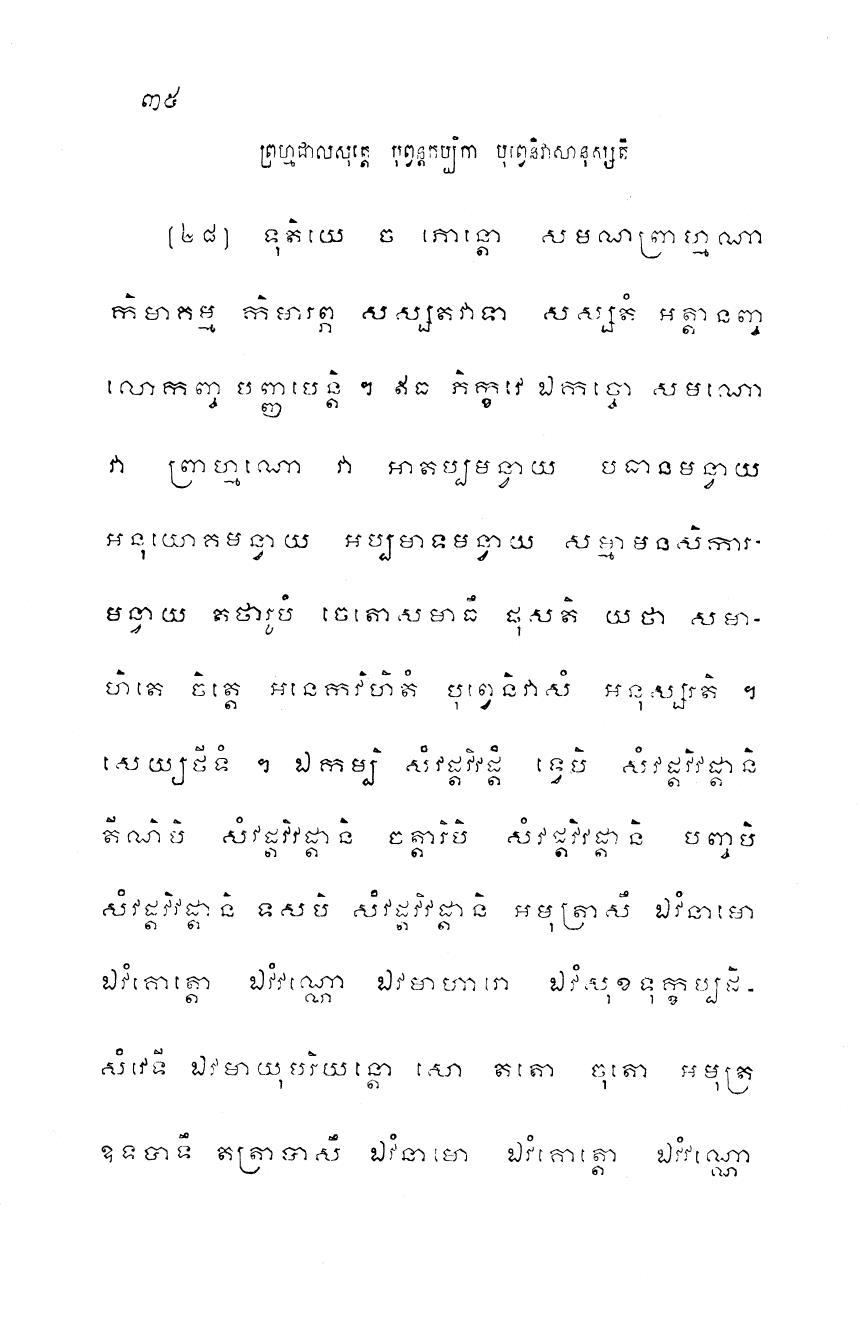 ៣៥
ព្រហ្មជាលសុត្តេ បុព្វន្តកប្បិកា បុព្វេនិវាសានុស្សតិ
[២៨] ទុតិយេ ច ភោន្តោ សមណព្រាហ្មណា
កិមាគម្ម កិមារព្ភ សស្សតវាទា សស្សតំ អត្តានញ្ច
លោកញ្ច បញ្ញាបេន្តិ ។ ឥធ ភិក្ខវេ ឯកច្ចោ សមណោ
វា ព្រាហ្មណោ វា អាតប្បមន្វាយ បធានមន្វាយ
អនុយោគមន្វាយ អប្បមាទមន្វាយ សម្មាមនសិការ-
មន្វាយ តថារូបំ ចេតោសមាធឹ ផុសតិ យថា សមា-
ហិតេ ចិត្តេ អនេកវិហិតំ បុព្វេនិវាសំ អនុស្សរតិ ។
សេយ្យថីទំ ។ ឯកម្បិ សំវដ្តវិវដ្តំ ទ្វេបិ សំវដ្តវិវដ្តានិ
តីណិបិ សំវដ្តវិវដ្តានិ ចត្តារិបិ សំវដ្តវិវដ្តានិ បញ្ចបិ
សំវដ្តវិវដ្តានិ ទសបិ សំវដ្តវិវដ្តានិ អមុត្រាសឹ ឯវំនាមោ
ឯវំគោត្តោ ឯវំវណ្ណោ ឯវមាហារោ ឯវំសុខទុក្ខប្បដិ-
សំវេទី ឯវមាយុបរិយន្តោ សោ តតោ ចុតោ អមុត្រ
ឧទបាទឹ តត្រាបាសឹ ឯវំនាមោ ឯវំគោត្តោ ឯវំវណ្ណោ